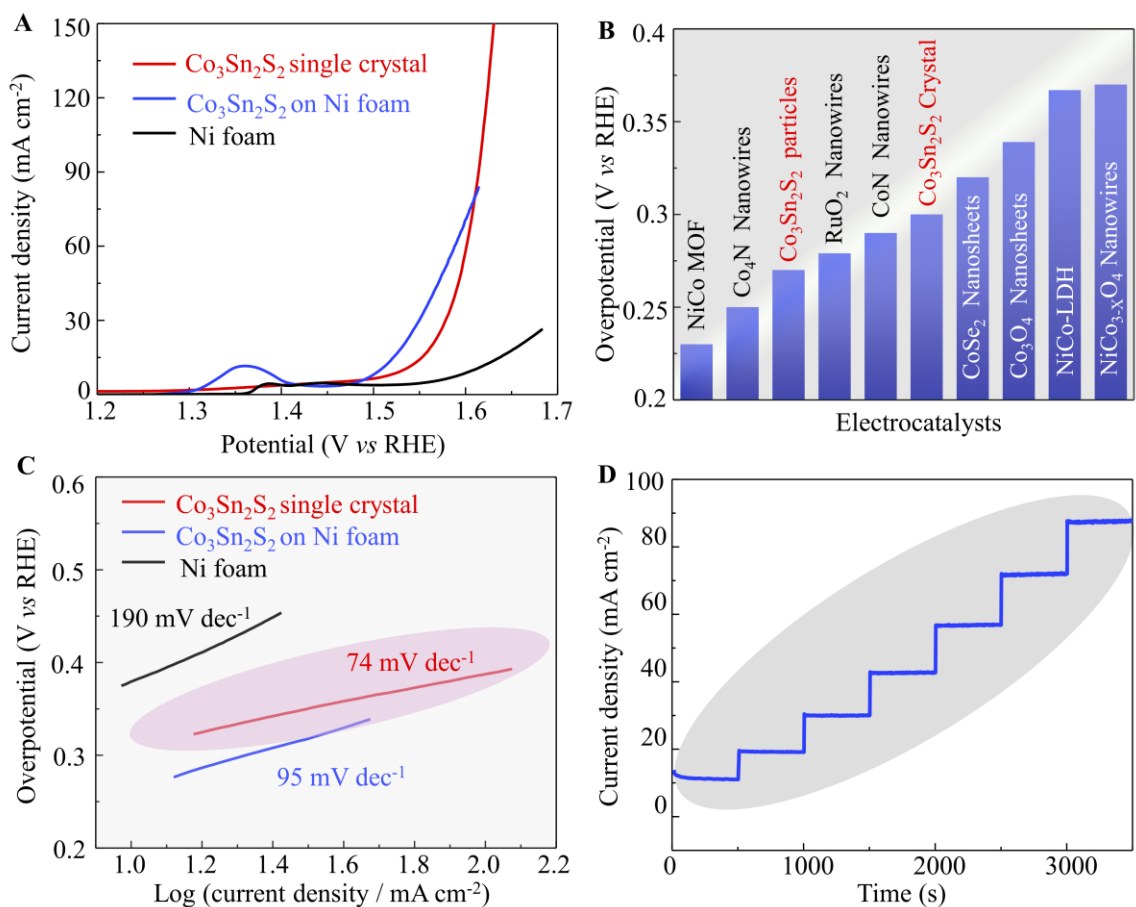 A
150
120
90
60
30
0
Current density (mA cm⁻²)
Co₃Sn₂S₂ single crystal
Co₃Sn₂S₂ on Ni foam
Ni foam
1.2 1.3 1.4 1.5 1.6 1.7
Potential (V vs RHE)
B
0.4
0.35
0.3
0.25
0.2
Overpotential (V vs RHE)
NiCo MOF
Co₄N Nanowires
Co₃Sn₂S₂ particles
RuO₂ Nanowires
CoN Nanowires
Co₃Sn₂S₂ Crystal
CoSe₂ Nanosheets
Co₃O₄ Nanosheets
NiCo-LDH
NiCo₃₋ₓO₄ Nanowires
Electrocatalysts
C
0.6
0.5
0.4
0.3
0.2
Overpotential (V vs RHE)
Co₃Sn₂S₂ single crystal
Co₃Sn₂S₂ on Ni foam
Ni foam
190 mV dec⁻¹
74 mV dec⁻¹
95 mV dec⁻¹
1.0 1.2 1.4 1.6 1.8 2.0 2.2
Log (current density / mA cm⁻²)
D
100
80
60
40
20
0
Current density (mA cm⁻²)
0 1000 2000 3000
Time (s)